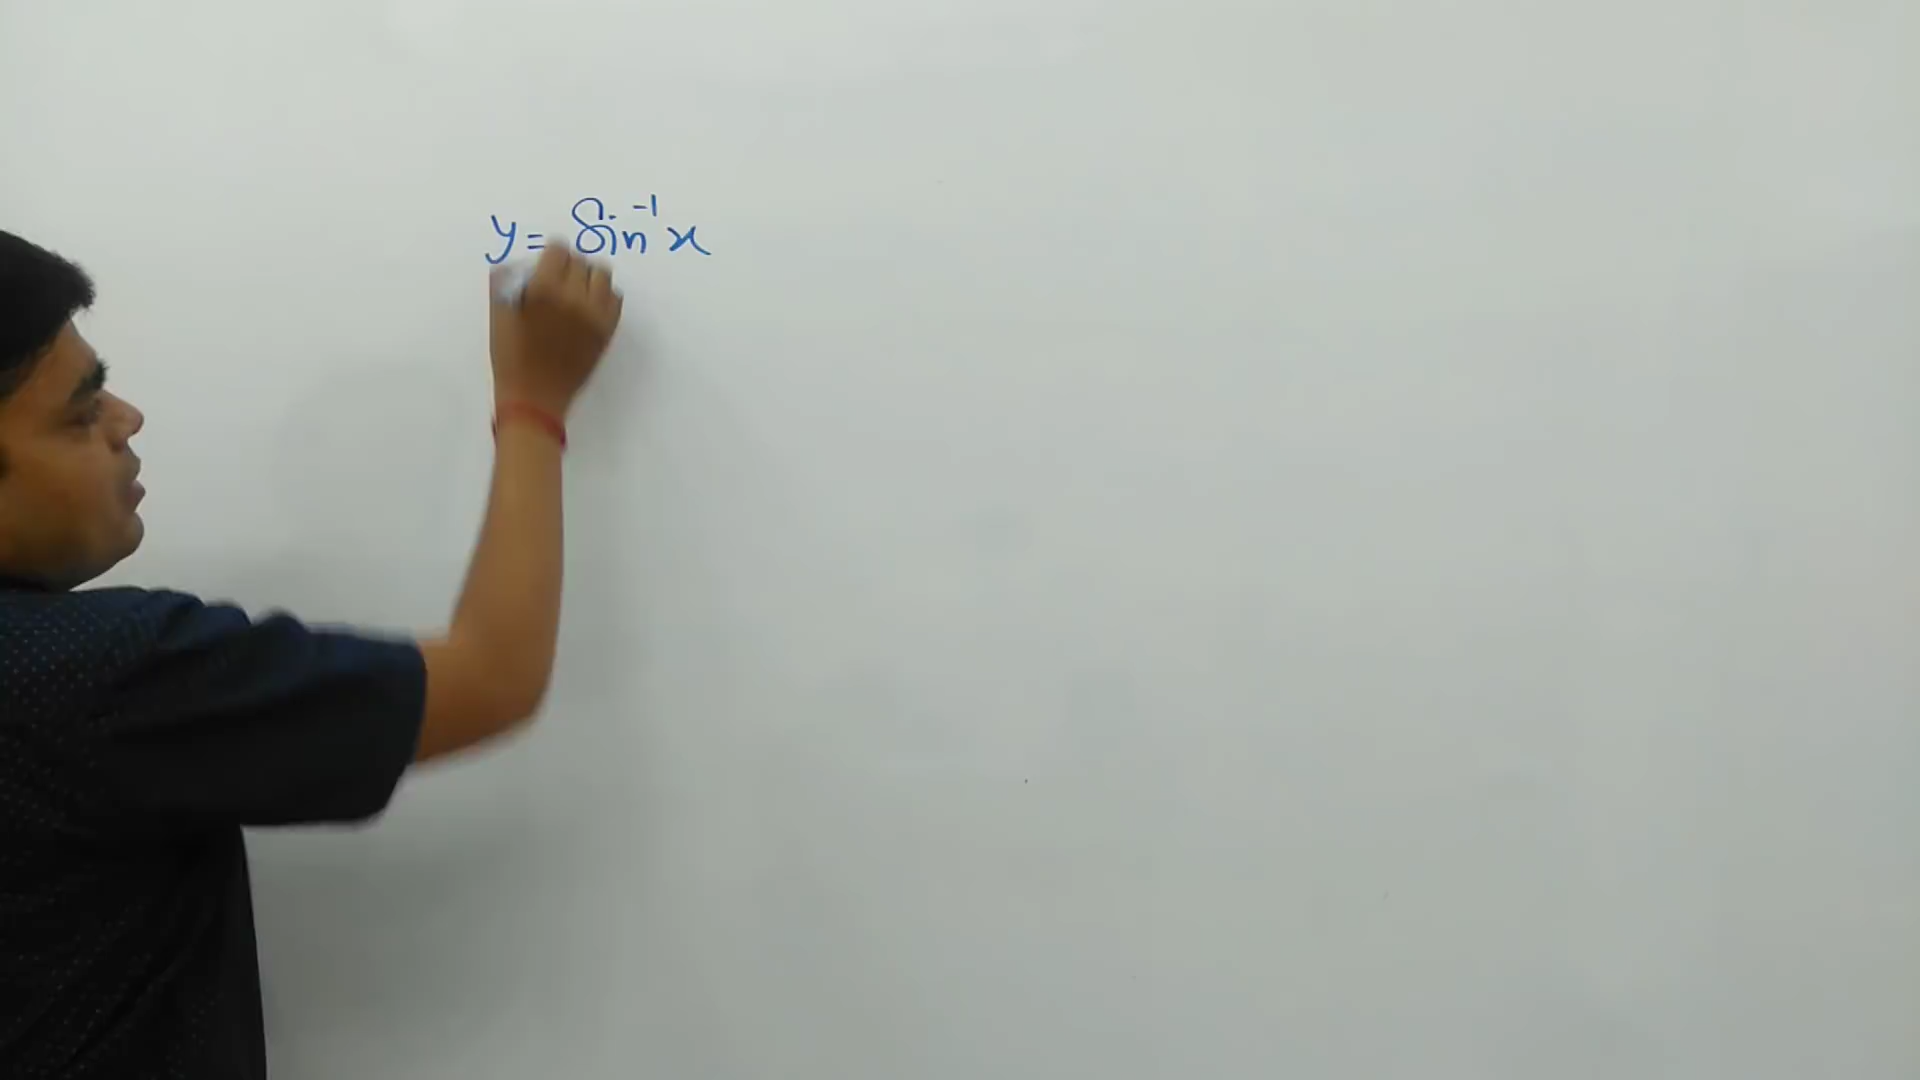 y = Sin⁻¹x